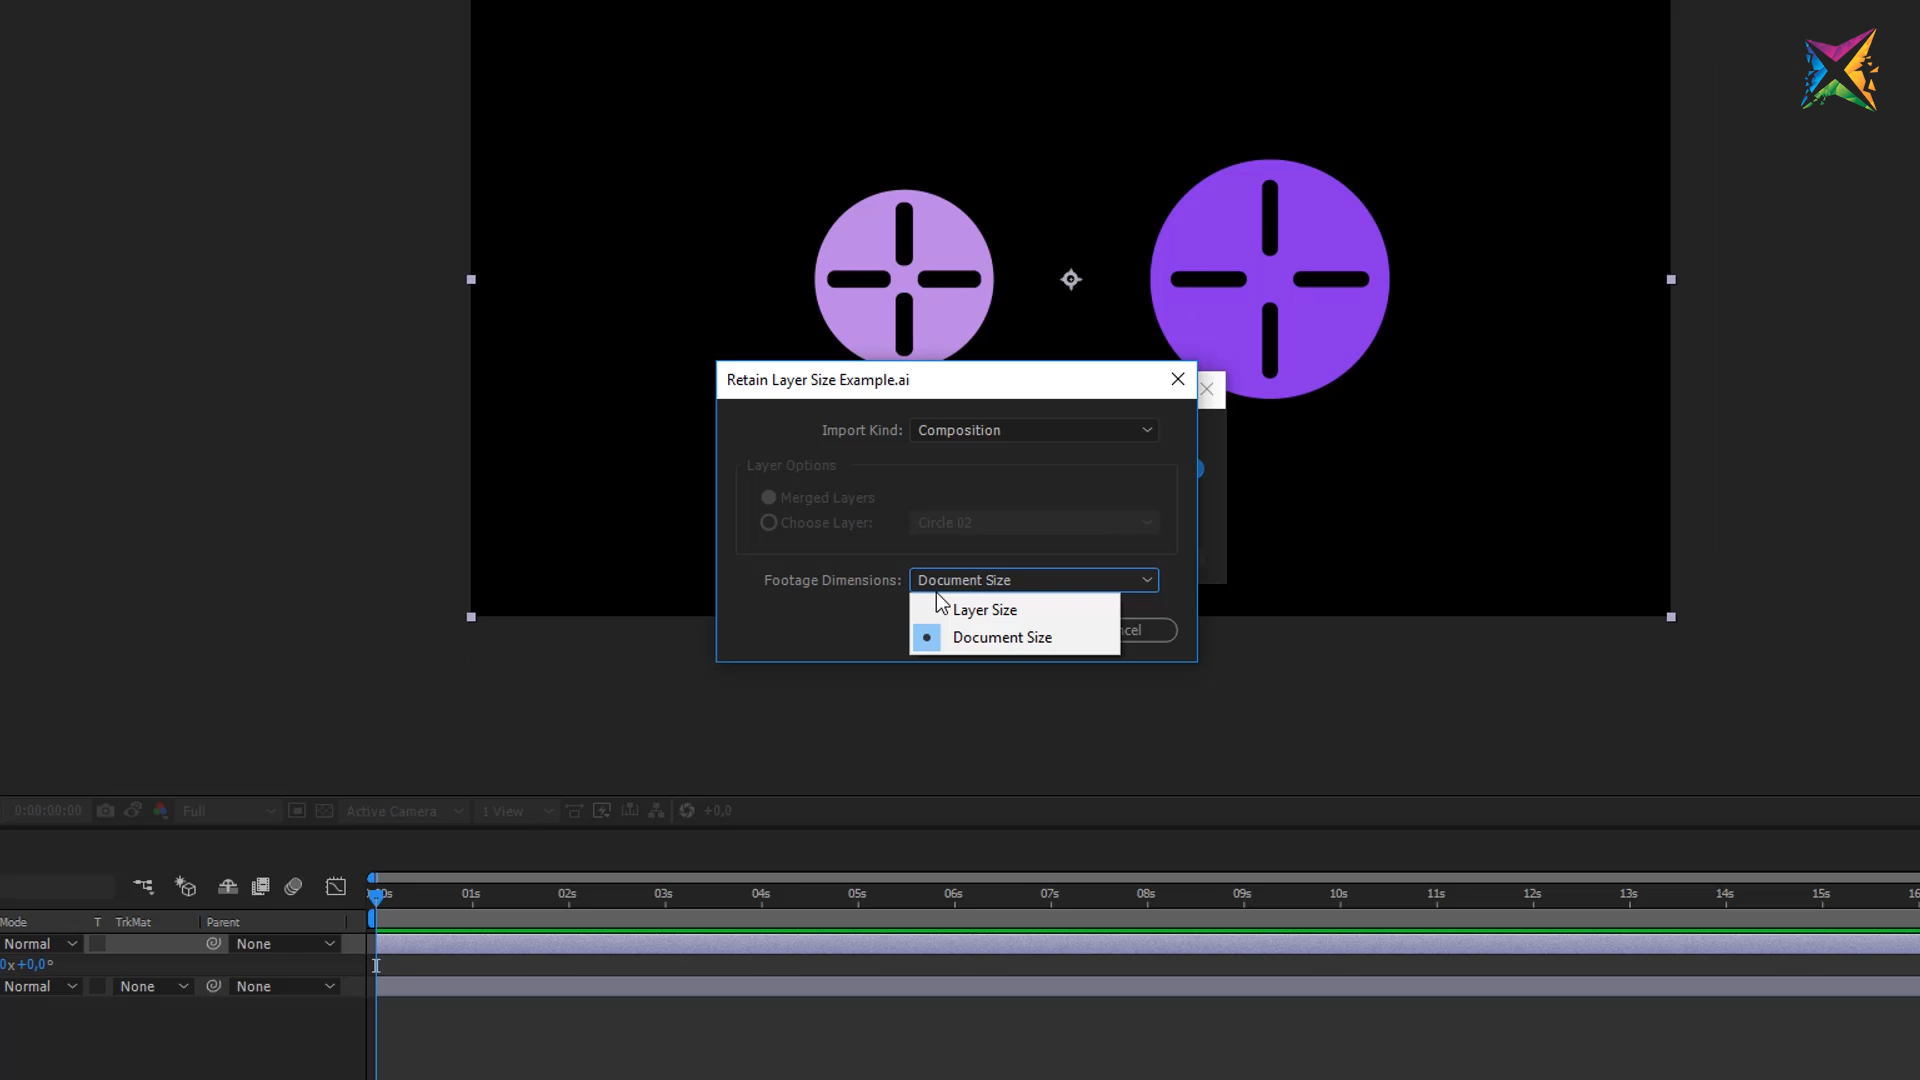 Retain Layer Size Example.ai
Import Kind: Composition
Layer Options
Merged Layers
Choose Layer: Circle 02
Footage Dimensions: Document Size
Layer Size
Document Size
0:00:00:00 Full Active Camera 1 View +0,0
01s 02s 03s 04s 05s 06s 07s 08s 09s 10s 11s 12s 13s 14s 15s
Mode T TrkMat Parent
Normal None
0x+0,0°
Normal None None